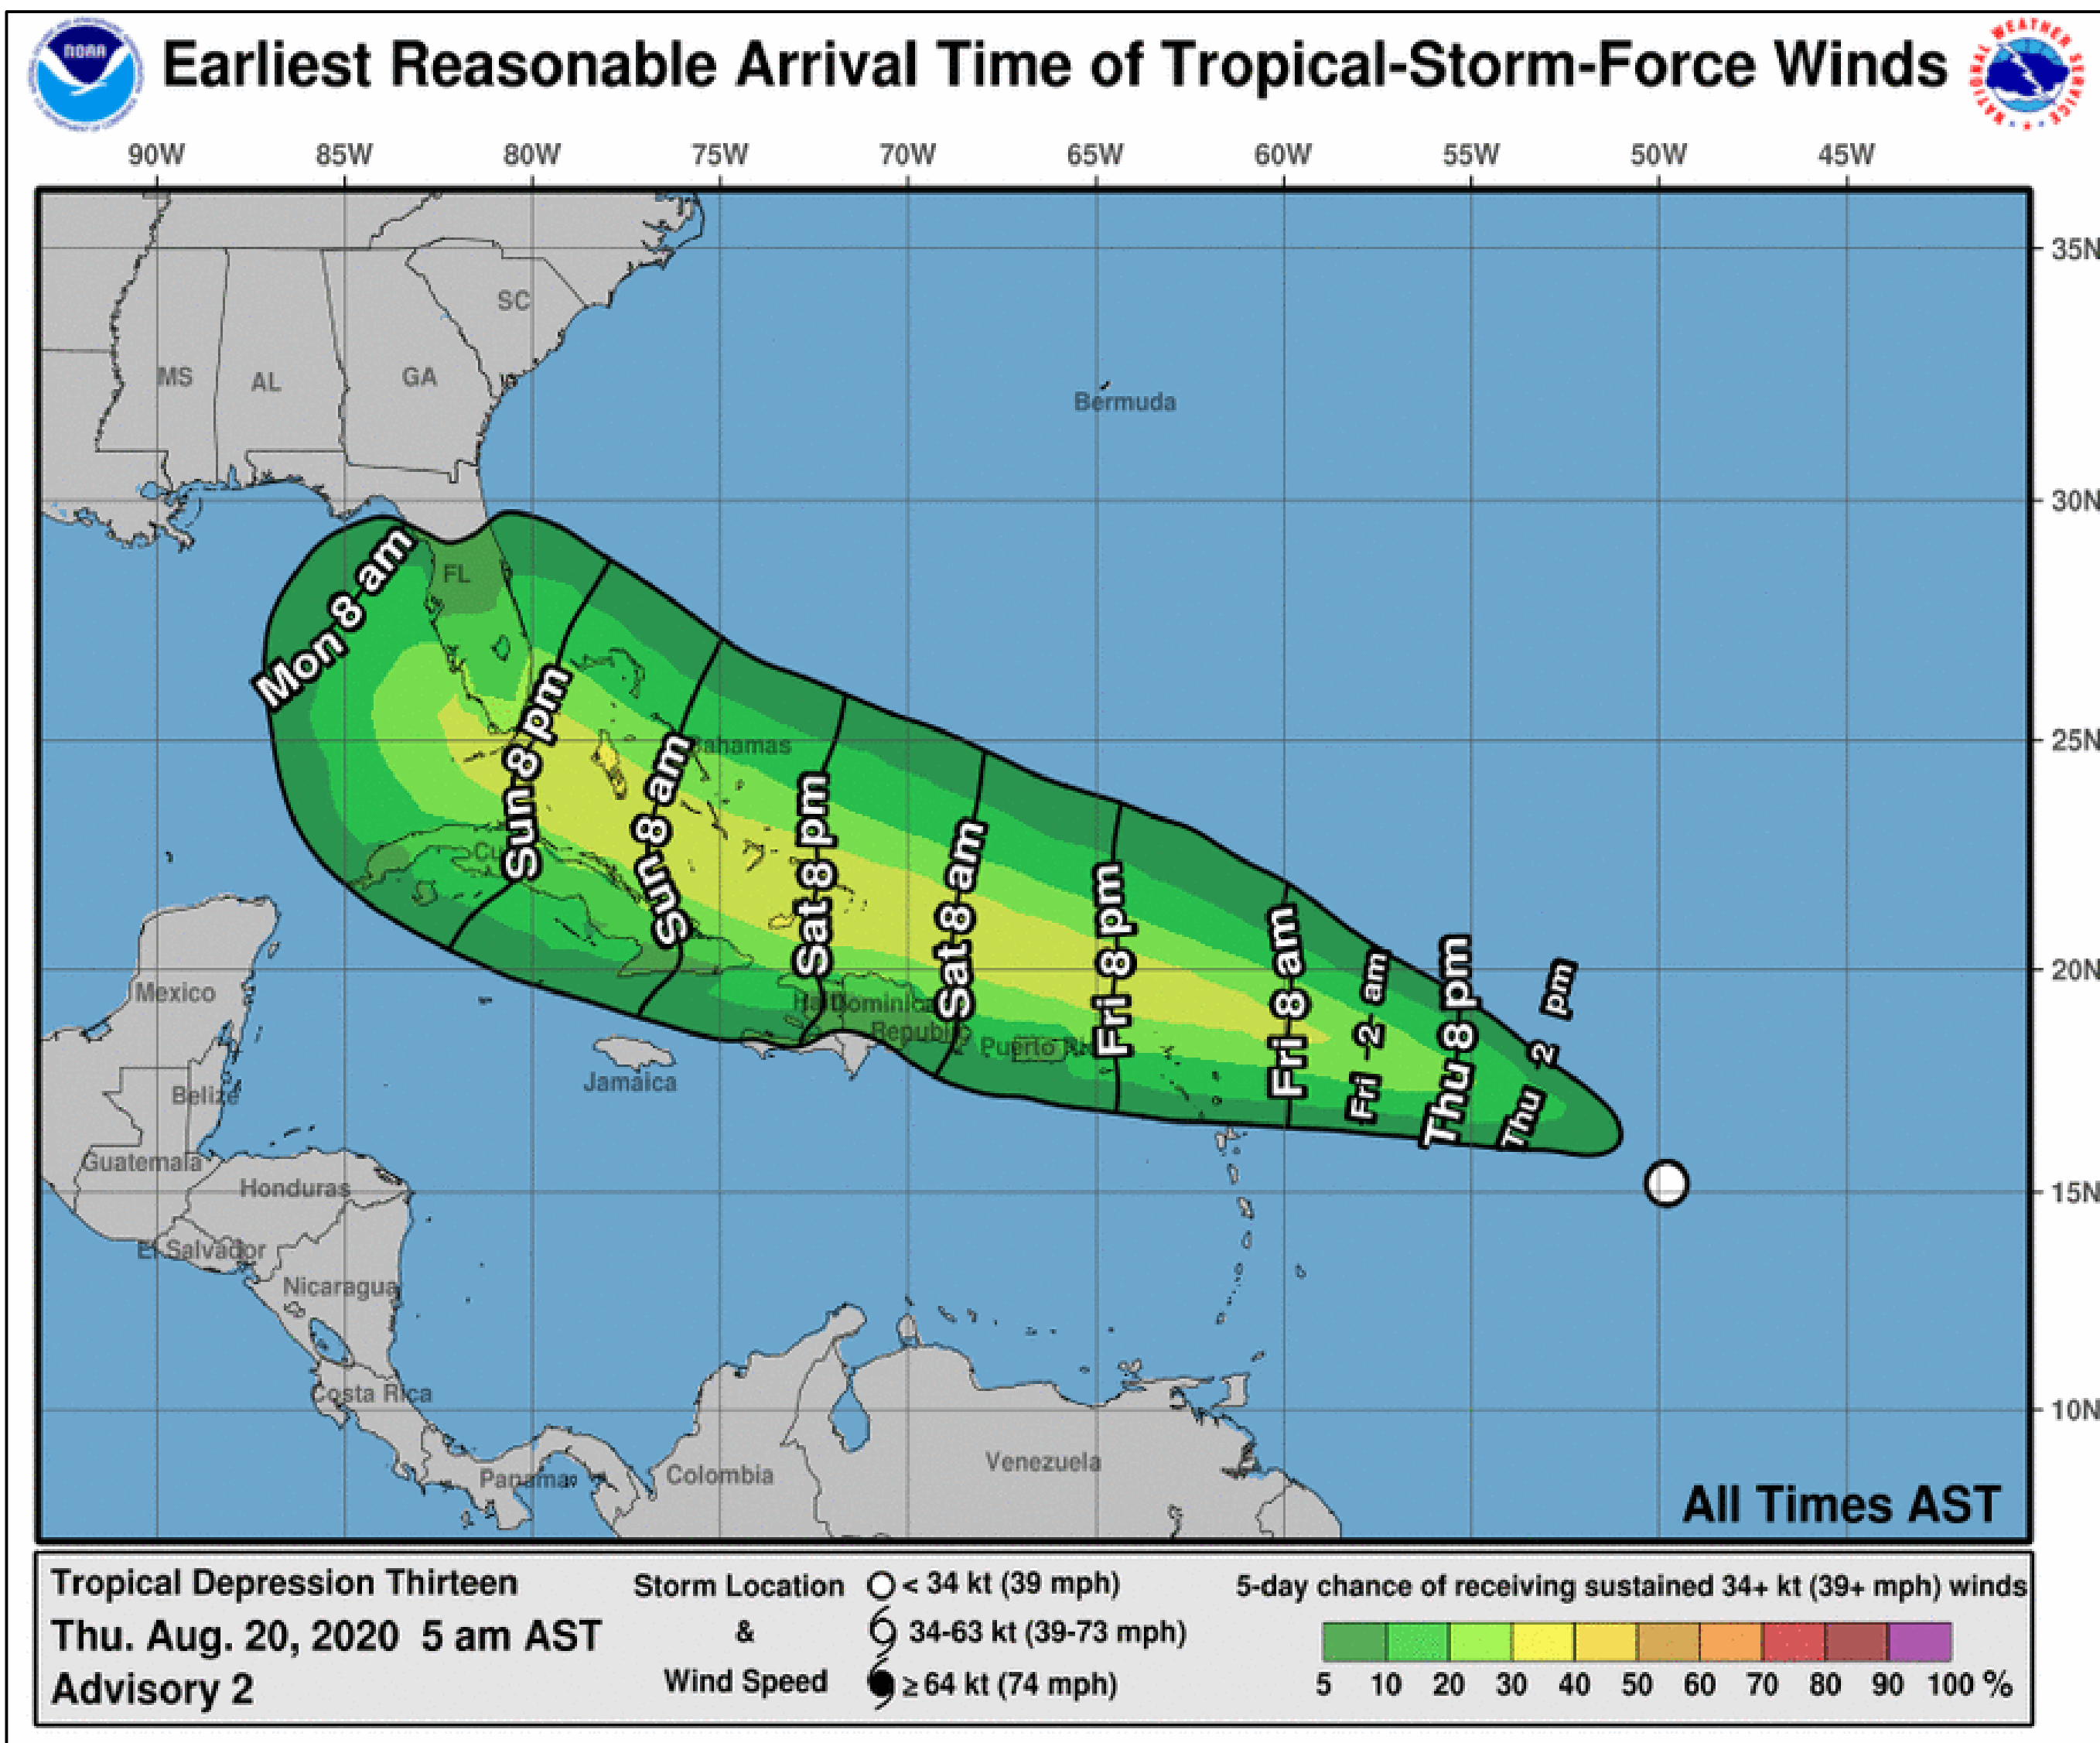 NOAA
Earliest Reasonable Arrival Time of Tropical-Storm-Force Winds
NATIONAL WEATHER SERVICE
90W 85W 80W 75W 70W 65W 60W 55W 50W 45W
35N
SC
MS
AL
GA
Bermuda
30N
Mon 8 am
FL
Sun 8 pm
25N
Bahamas
Sun 8 am
Sat 8 pm
Sat 8 am
Fri 8 pm
Fri 8 am
Fri 2 am
Thu 8 pm
Thu 2 pm
Cu
20N
Mexico
Haiti
Dominican
Republic
Puerto Ri
Jamaica
Belize
Guatemala
15N
Honduras
El Salvador
Nicaragua
Costa Rica
10N
Panama
Colombia
Venezuela
All Times AST
Tropical Depression Thirteen
Thu. Aug. 20, 2020 5 am AST
Advisory 2
Storm Location
&
Wind Speed
< 34 kt (39 mph)
34-63 kt (39-73 mph)
≥ 64 kt (74 mph)
5-day chance of receiving sustained 34+ kt (39+ mph) winds
5 10 20 30 40 50 60 70 80 90 100 %